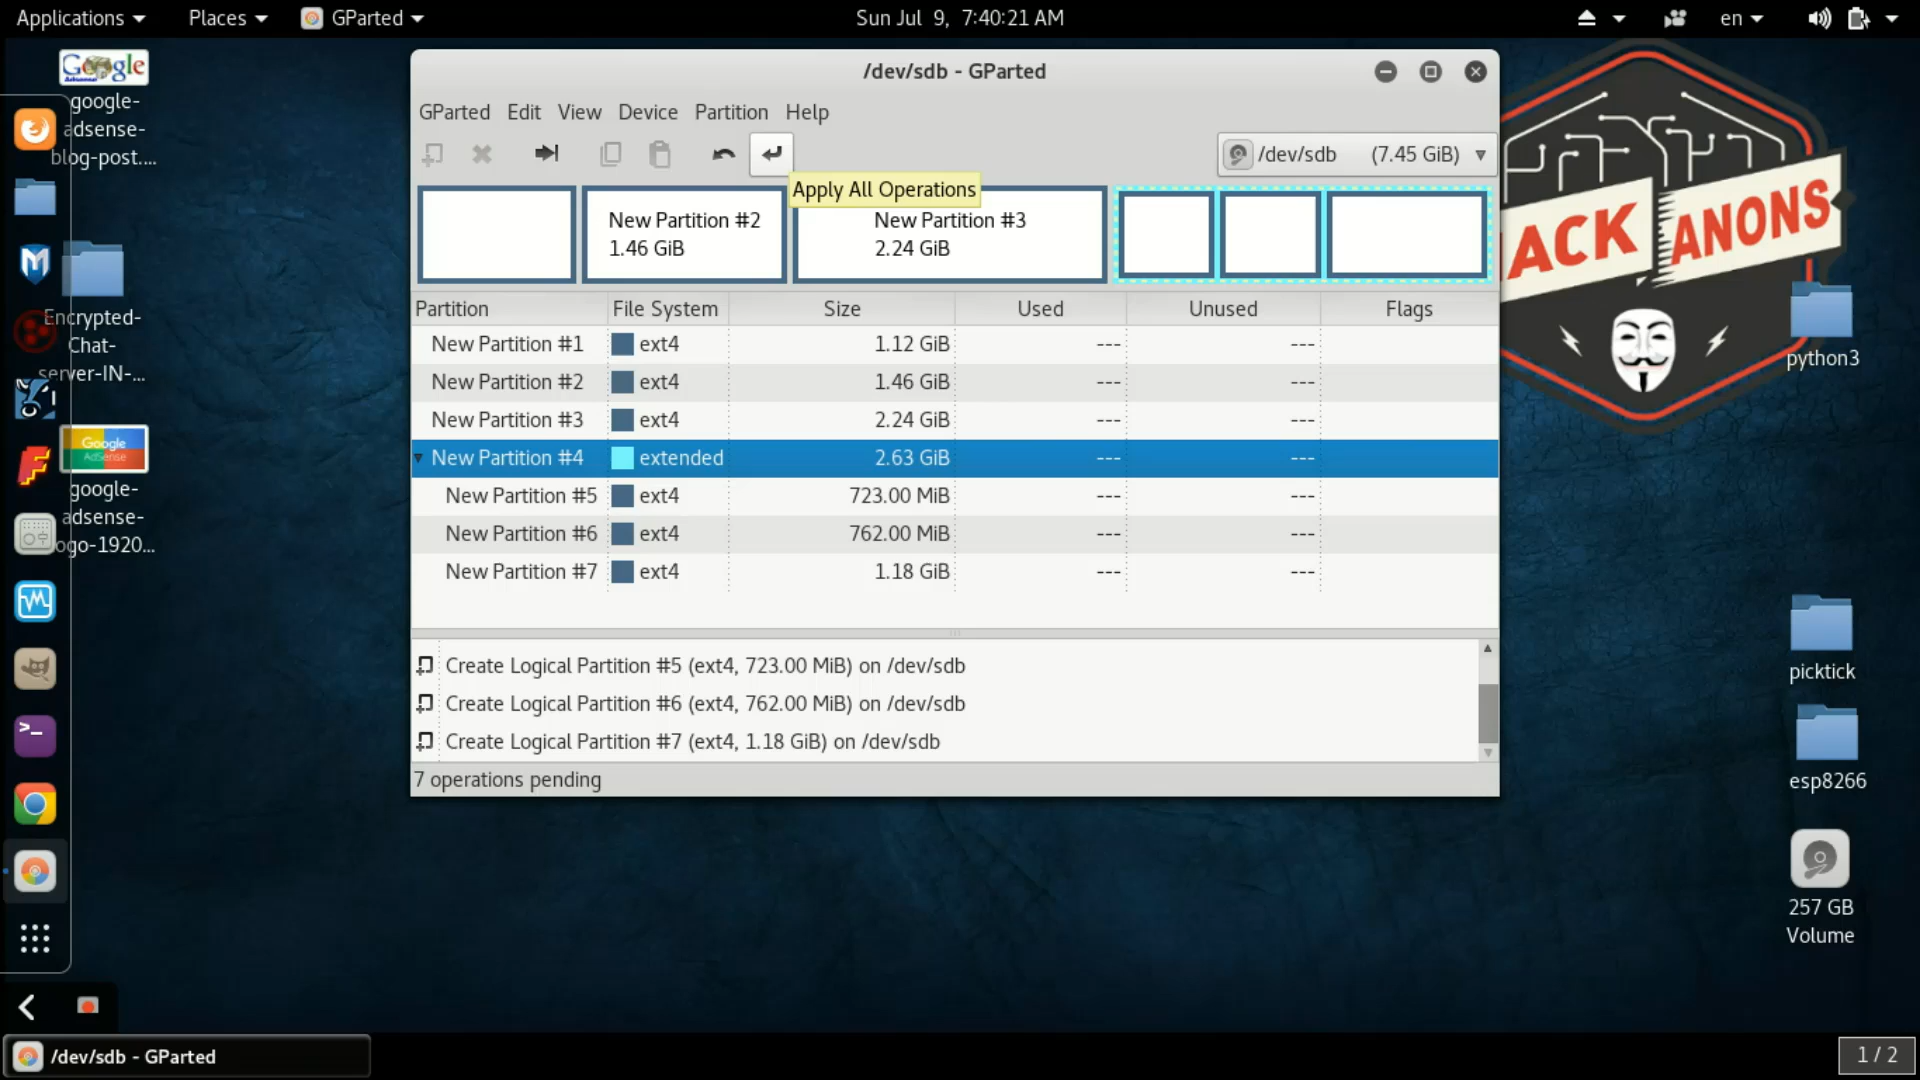 Applications
Places
GParted
Sun Jul 9, 7:40:21 AM
en
Google
Adsense
google-
adsense-
blog-post....
Encrypted-
Chat-
server-IN-...
Google
AdSense
google-
adsense-
ogo-1920...
/dev/sdb - GParted
GParted Edit View Device Partition Help
/dev/sdb (7.45 GiB)
Apply All Operations
New Partition #2
1.46 GiB
New Partition #3
2.24 GiB
Partition File System Size Used Unused Flags
New Partition #1 ext4 1.12 GiB --- ---
New Partition #2 ext4 1.46 GiB --- ---
New Partition #3 ext4 2.24 GiB --- ---
New Partition #4 extended 2.63 GiB --- ---
New Partition #5 ext4 723.00 MiB --- ---
New Partition #6 ext4 762.00 MiB --- ---
New Partition #7 ext4 1.18 GiB --- ---
Create Logical Partition #5 (ext4, 723.00 MiB) on /dev/sdb
Create Logical Partition #6 (ext4, 762.00 MiB) on /dev/sdb
Create Logical Partition #7 (ext4, 1.18 GiB) on /dev/sdb
7 operations pending
ACK ANONS
python3
picktick
esp8266
257 GB
Volume
/dev/sdb - GParted
1 / 2